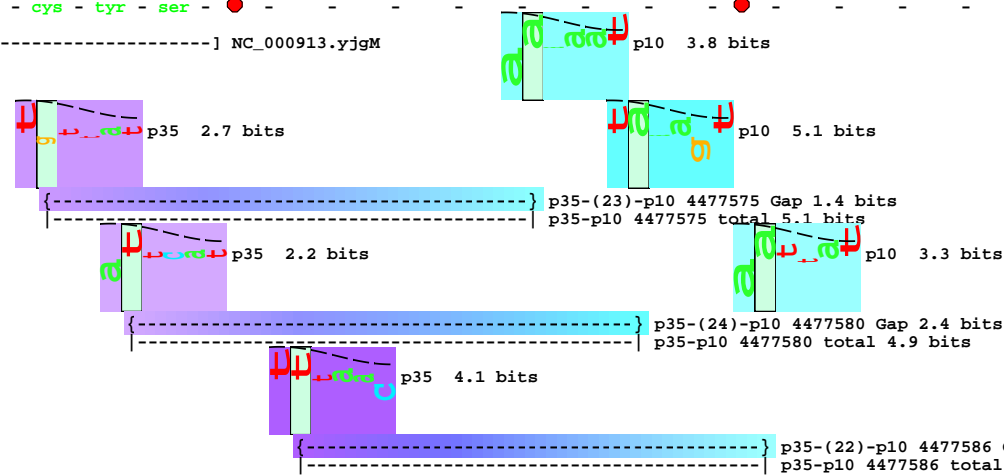 - cys - tyr - ser - - - - - - - - - - - -
--------------------] NC_000913.yjgM
p10 3.8 bits
p35 2.7 bits
p10 5.1 bits
p35-(23)-p10 4477575 Gap 1.4 bits
p35-p10 4477575 total 5.1 bits
p35 2.2 bits
p10 3.3 bits
p35-(24)-p10 4477580 Gap 2.4 bits
p35-p10 4477580 total 4.9 bits
p35 4.1 bits
p35-(22)-p10 4477586
p35-p10 4477586 total